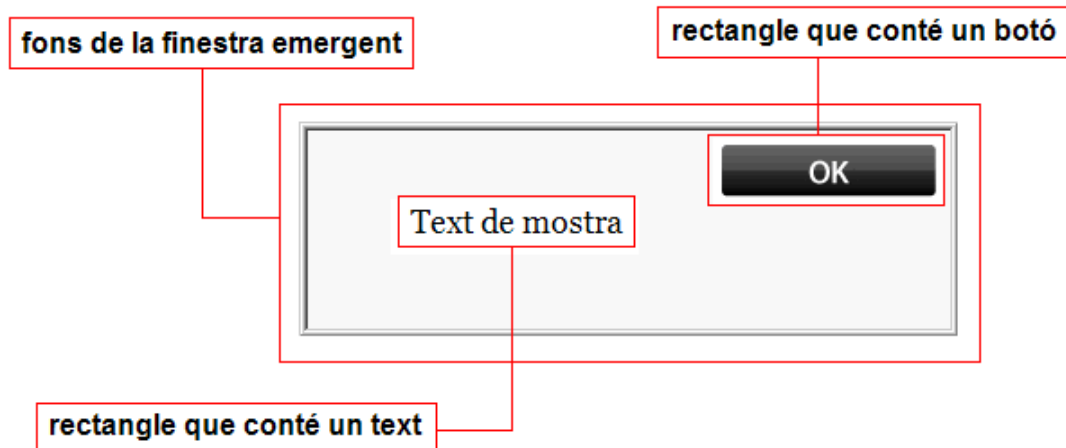 fons de la finestra emergent
rectangle que conté un botó
OK
Text de mostra
rectangle que conté un text